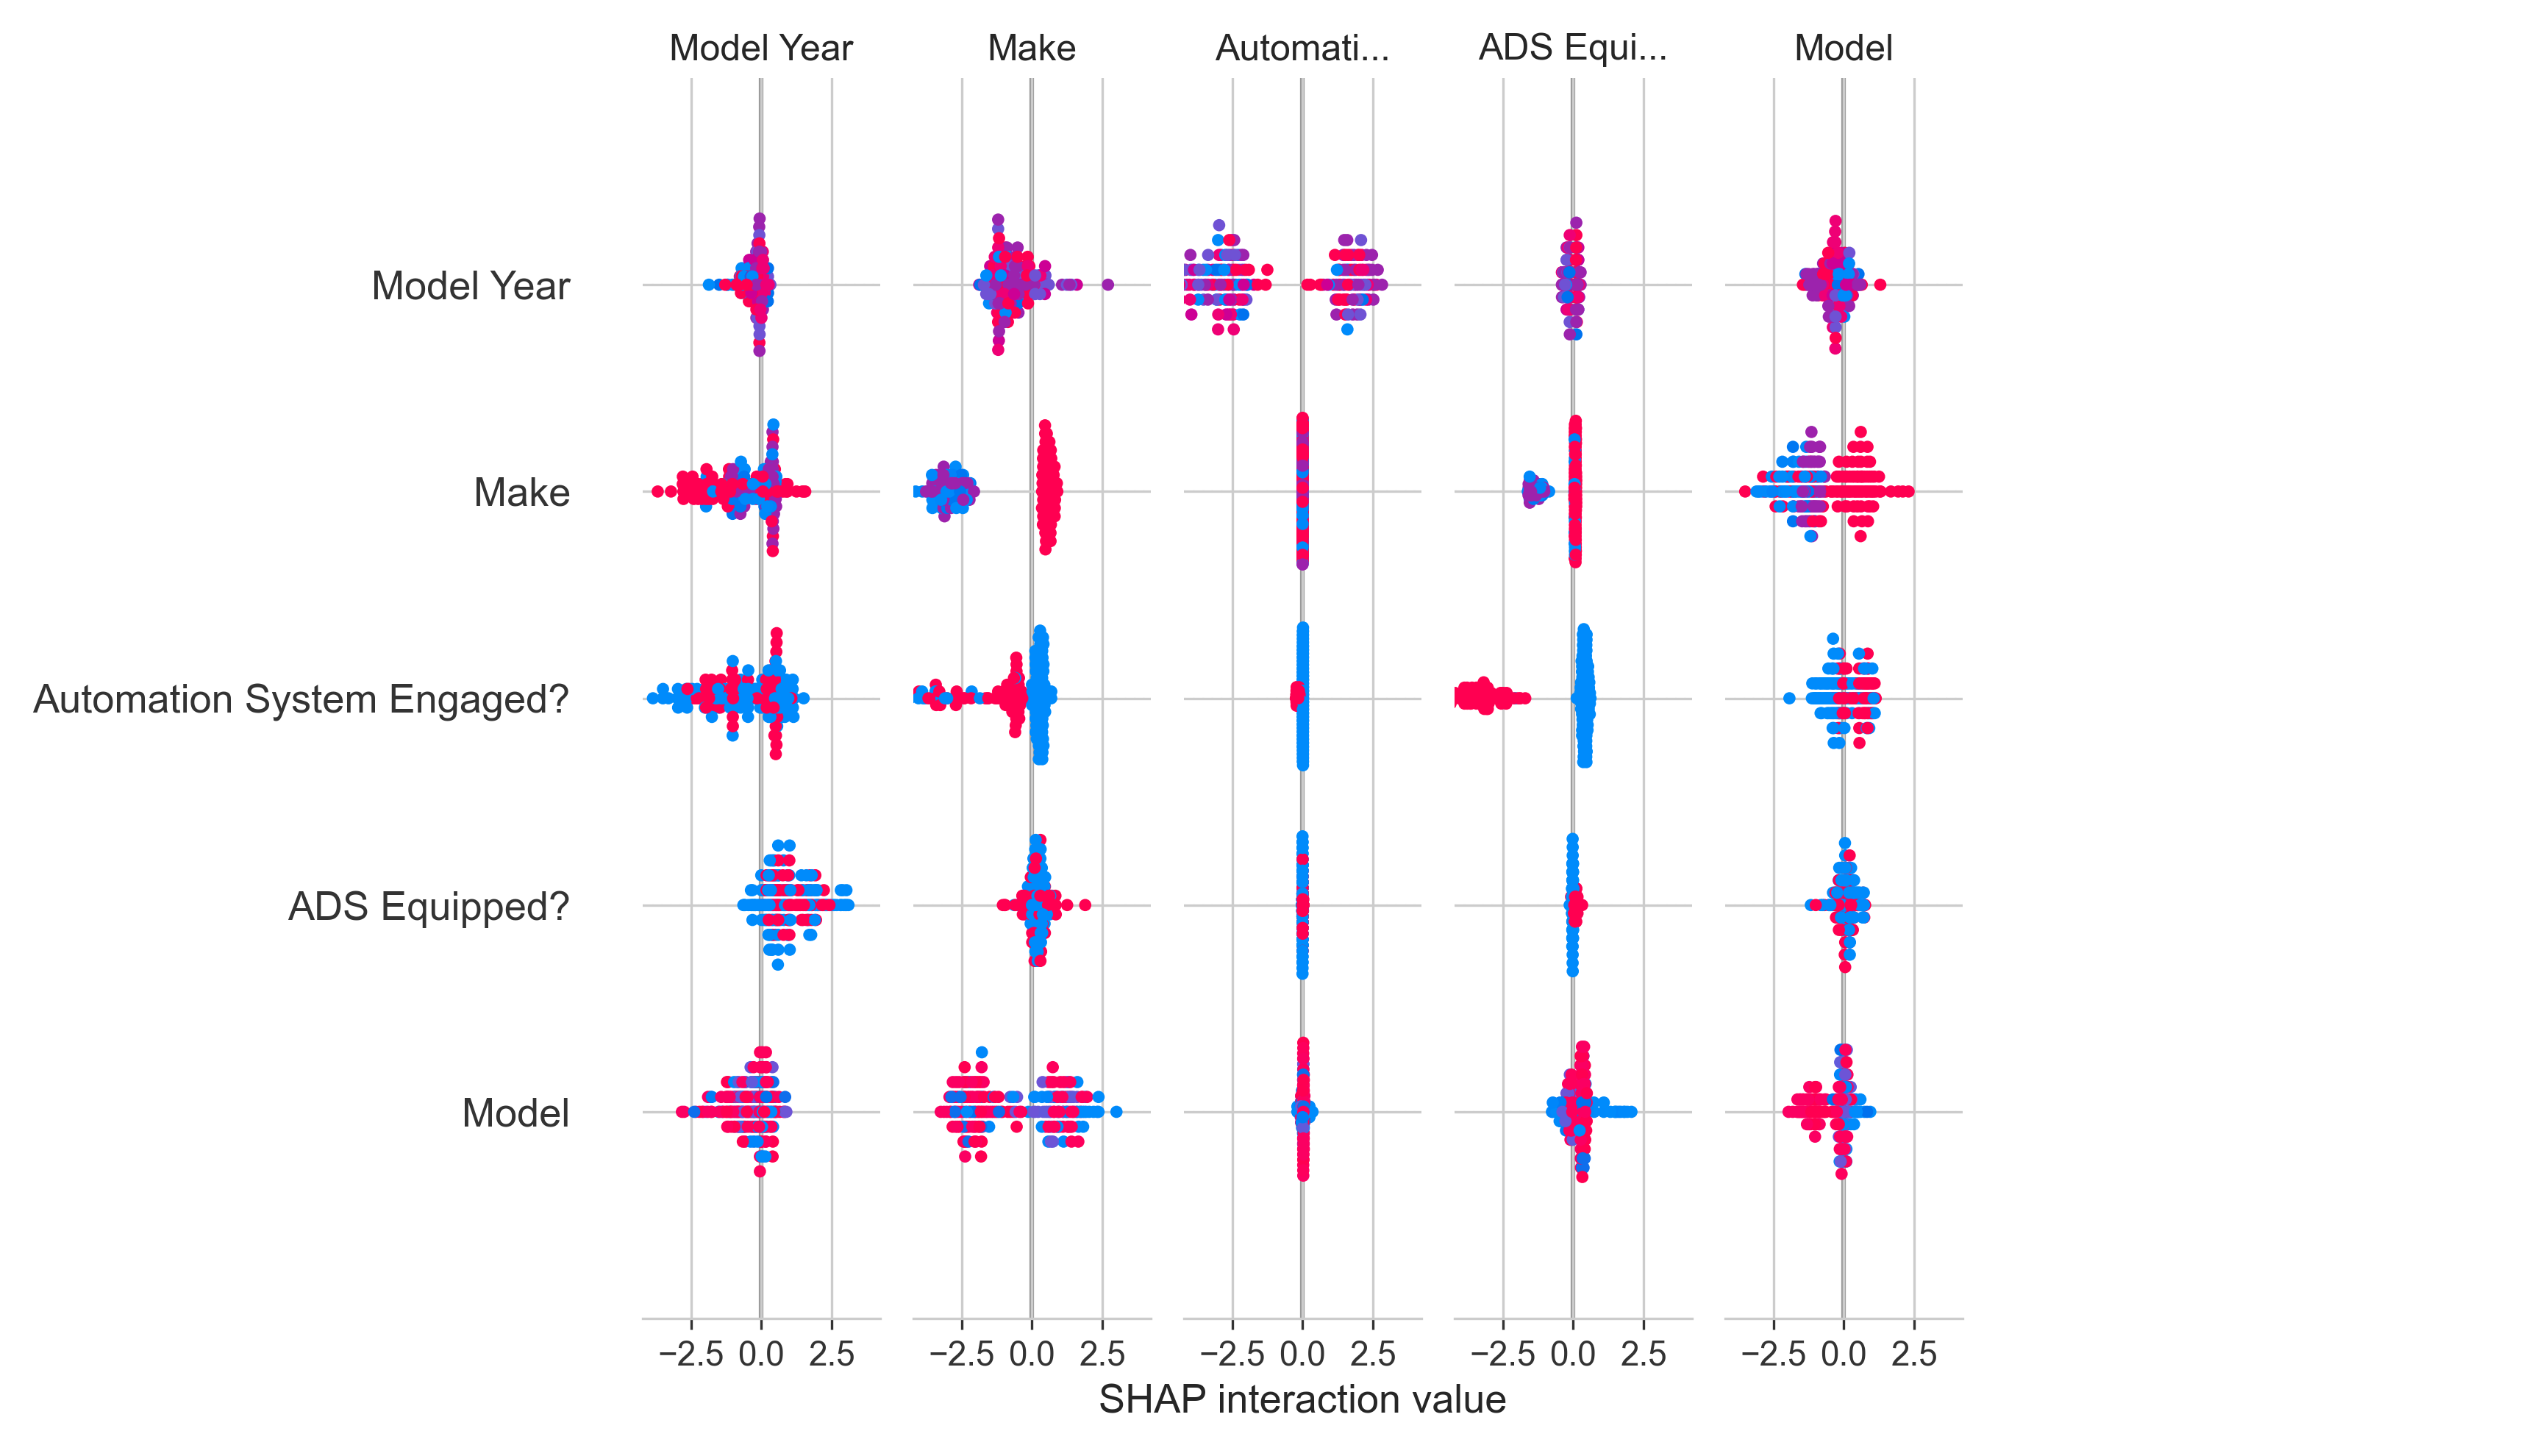 Model Year Make Automati... ADS Equi... Model
Model Year
Make
Automation System Engaged?
ADS Equipped?
Model
−2.5 0.0 2.5 −2.5 0.0 2.5 −2.5 0.0 2.5 −2.5 0.0 2.5 −2.5 0.0 2.5
SHAP interaction value